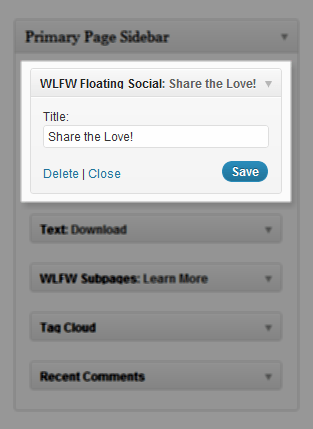 Primary Page Sidebar
WLFW Floating Social: Share the Love!
Title:
Share the Love!
Delete | Close
Save
Text: Download
WLFW Subpages: Learn More
Tag Cloud
Recent Comments